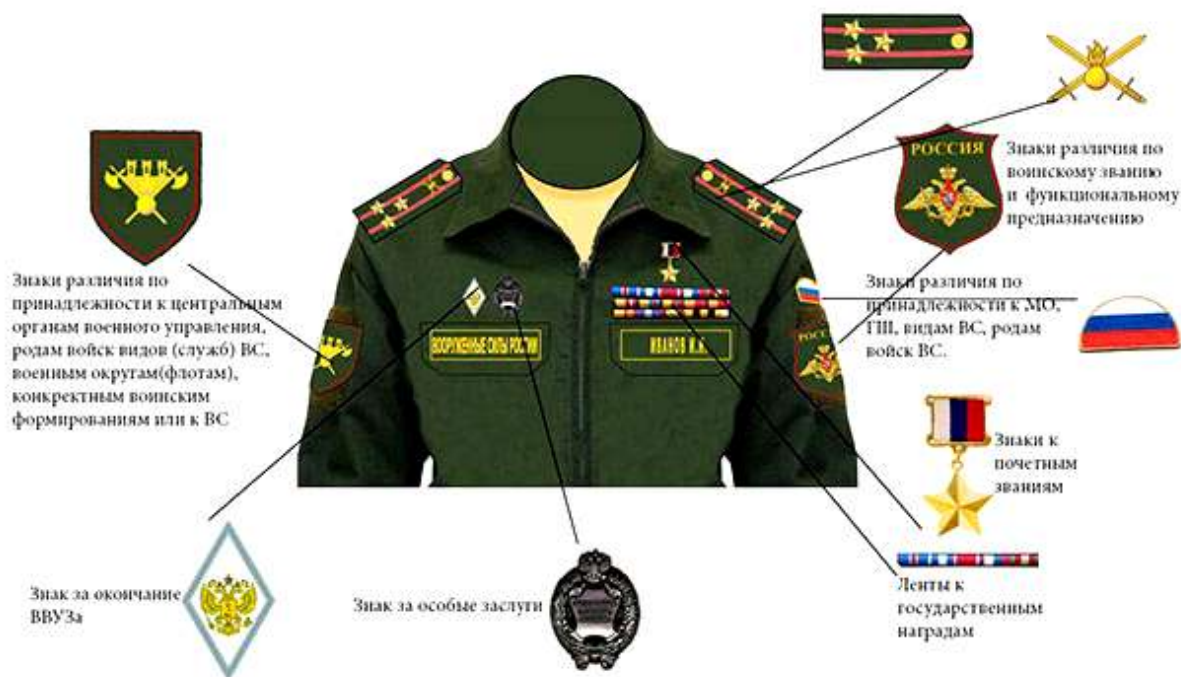 РОССИЯ
Знаки различия по
воинскому званию
и функциональному
предназначению
Знаки различия по
принадлежности к центральным
органам военного управления,
родам войск видов (служб) ВС,
военным округам(флотам),
конкретным воинским
формированиям или к ВС
Знаки различия по
принадлежности к МО,
ГШ, видам ВС, родам
войск ВС.
РОССИЯ
ВООРУЖЕННЫЕ СИЛЫ РОССИИ
ИВАНОВ И.И.
Знаки к
почетным
званиям
Знак за окончание
ВВУЗа
Знак за особые заслуги
Ленты к
государственным
наградам